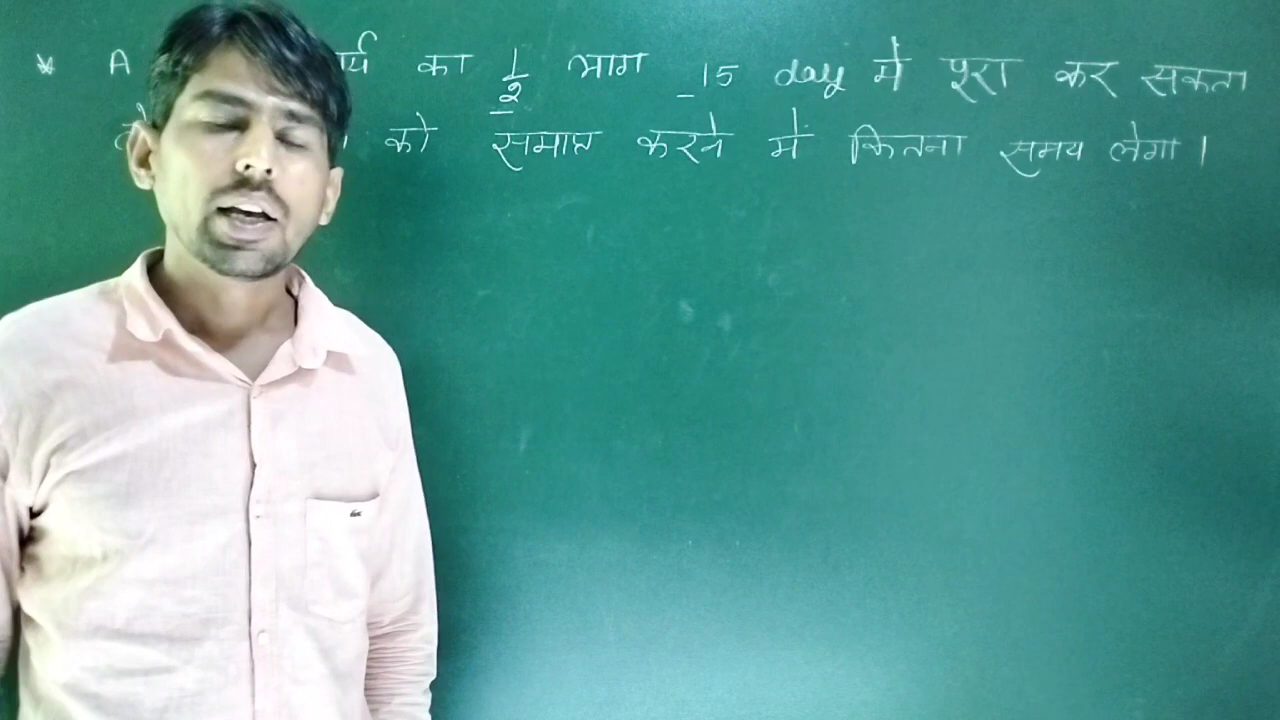 * A का 1/2 भाग 15 day में पूरा कर सकता
को समाप्त करने में कितना समय लेगा।